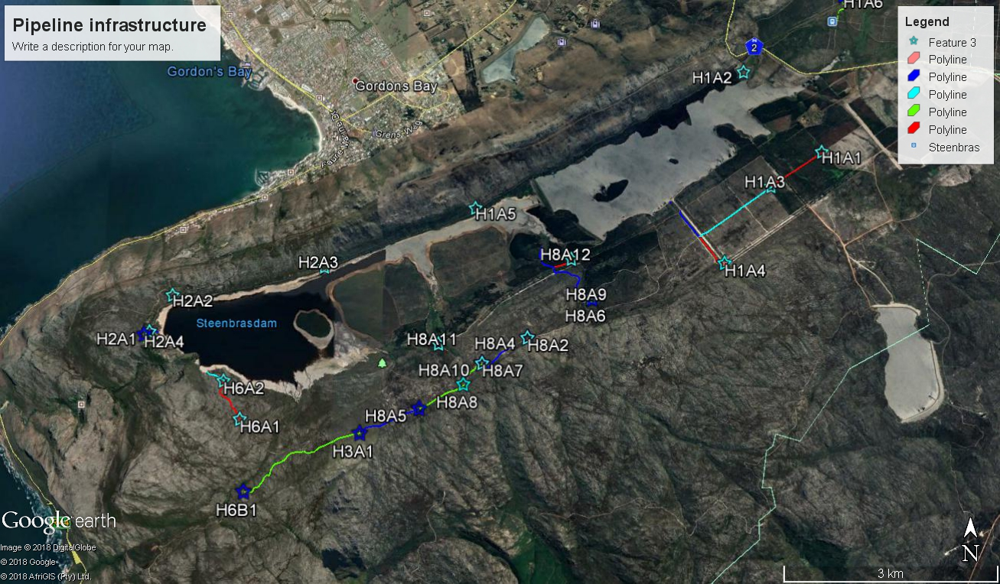 Pipeline infrastructure
Write a description for your map.
Legend
Feature 3
Polyline
Polyline
Polyline
Polyline
Polyline
Steenbras
H1A6
2
H1A2
Gordon's Bay
Gordons Bay
Grens Weg
H1A1
H1A3
H1A5
H8A12
H2A3
H1A4
H2A2
H8A9
H8A6
Steenbrasdam
H2A1
H2A4
H8A11
H8A4
H8A2
H8A10
H8A7
H6A2
H8A8
H8A5
H6A1
H3A1
H6B1
Google earth
Image © 2018 DigitalGlobe
© 2018 Google
© 2018 AfriGIS (Pty) Ltd.
N
3 km